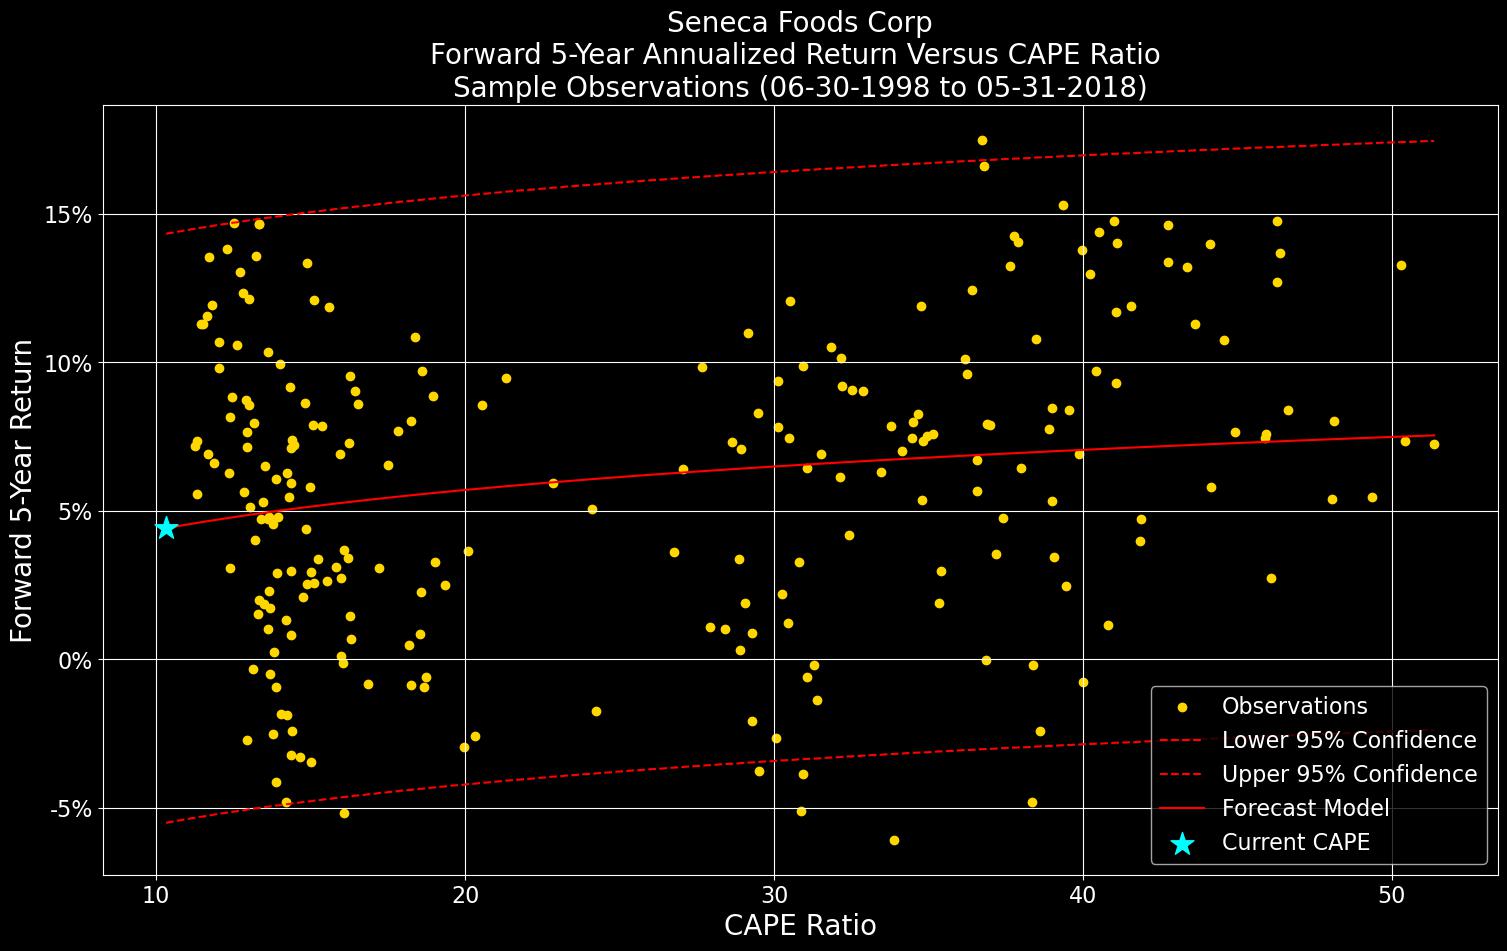 Seneca Foods Corp
Forward 5-Year Annualized Return Versus CAPE Ratio
Sample Observations (06-30-1998 to 05-31-2018)
Forward 5-Year Return
15%
10%
5%
0%
-5%
10 20 30 40 50
CAPE Ratio
Observations
Lower 95% Confidence
Upper 95% Confidence
Forecast Model
Current CAPE